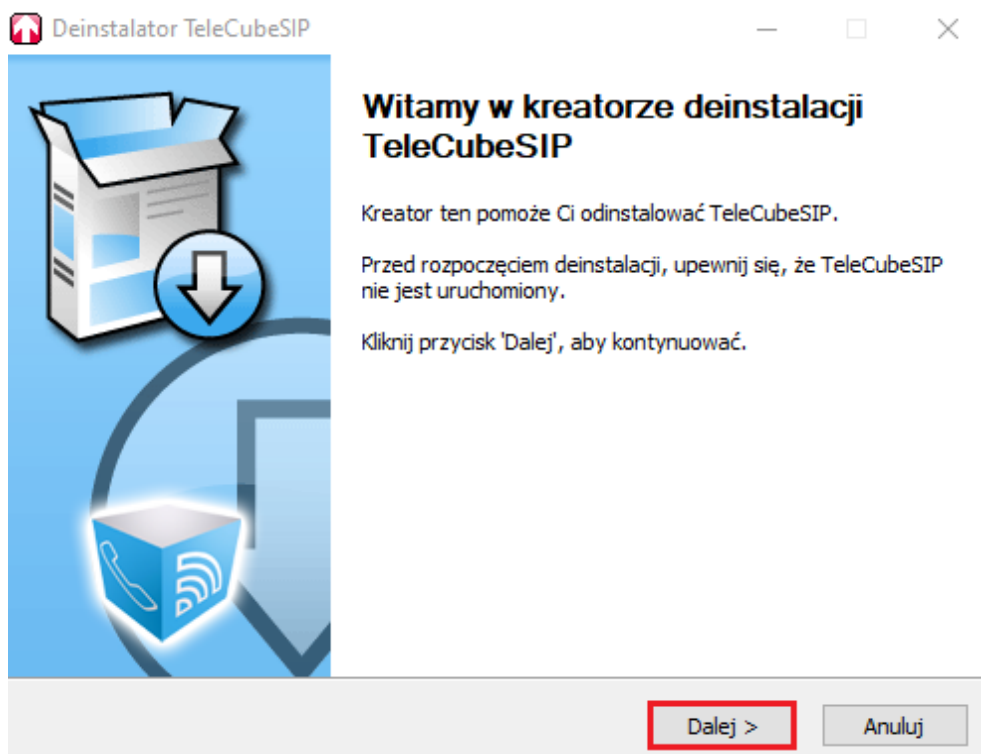 Deinstalator TeleCubeSIP
Witamy w kreatorze deinstalacji
TeleCubeSIP
Kreator ten pomoże Ci odinstalować TeleCubeSIP.
Przed rozpoczęciem deinstalacji, upewnij się, że TeleCubeSIP
nie jest uruchomiony.
Kliknij przycisk 'Dalej', aby kontynuować.
Dalej >
Anuluj